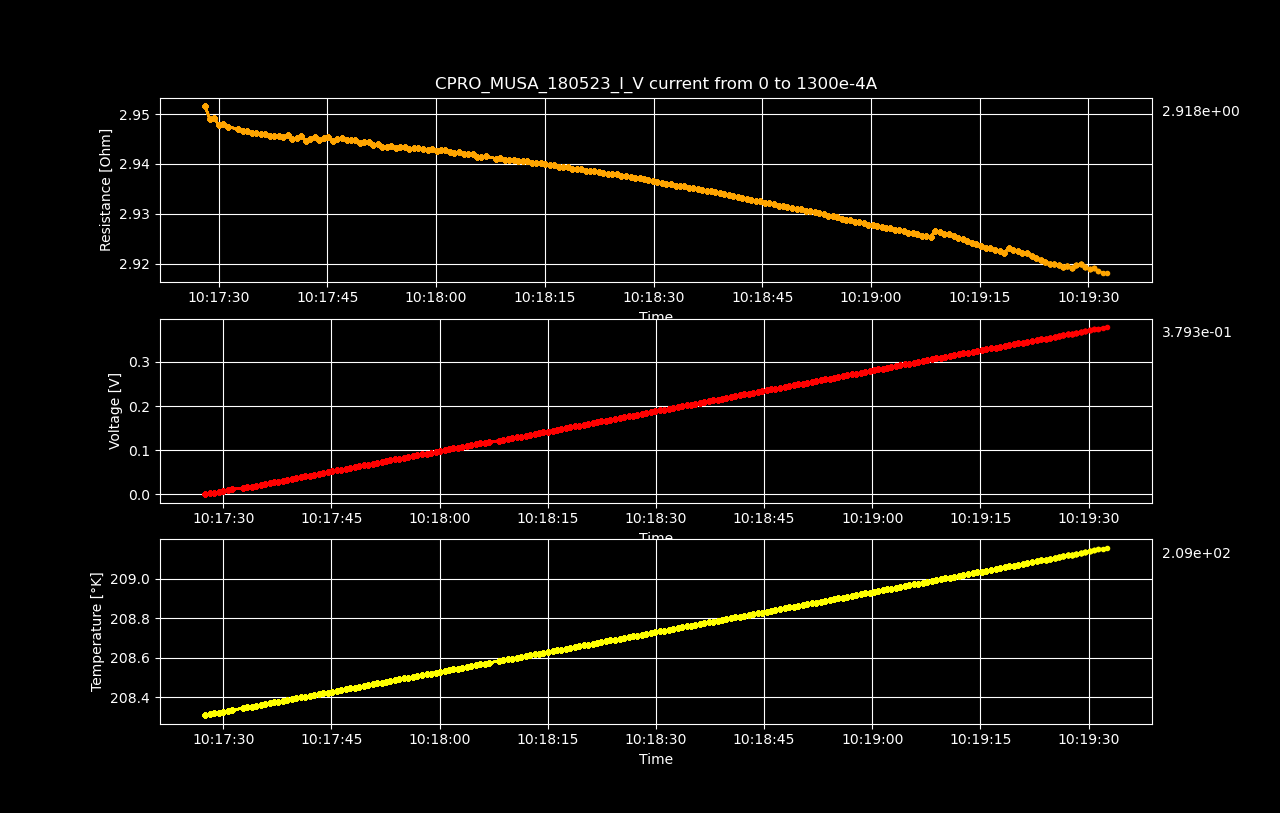 CPRO_MUSA_180523_I_V current from 0 to 1300e-4A
Resistance [Ohm]
2.95
2.94
2.93
2.92
2.918e+00
10:17:30 10:17:45 10:18:00 10:18:15 10:18:30 10:18:45 10:19:00 10:19:15 10:19:30
Time
Voltage [V]
0.3
0.2
0.1
0.0
3.793e-01
10:17:30 10:17:45 10:18:00 10:18:15 10:18:30 10:18:45 10:19:00 10:19:15 10:19:30
Time
Temperature [°K]
209.0
208.8
208.6
208.4
2.09e+02
10:17:30 10:17:45 10:18:00 10:18:15 10:18:30 10:18:45 10:19:00 10:19:15 10:19:30
Time